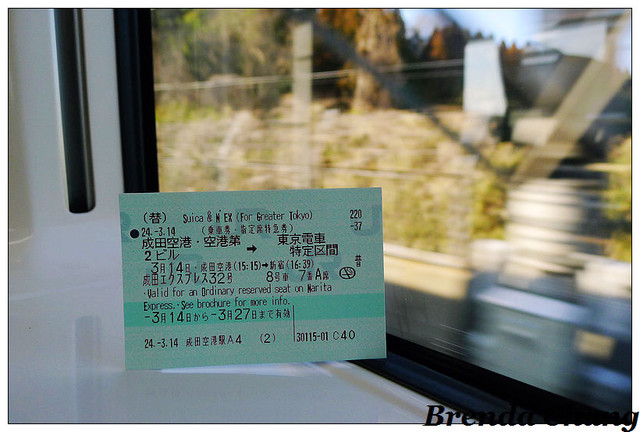 （替） Suica & N'EX (For Greater Tokyo) 220
24.-3.14 （乗車券・指定席特急券） -37
成田空港・空港第２ビル → 東京電車特定区間
3月14日・成田空港(15:15)→新宿(16:39) 普
成田エクスプレス32号 8号車 7番A席
・Valid for an Ordinary reserved seat on Narita
Express.・See brochure for more info.
-3月14日から-3月27日まで有効
24.-3.14 成田空港駅A4 (2) 30115-01 C40
Brenda Chung